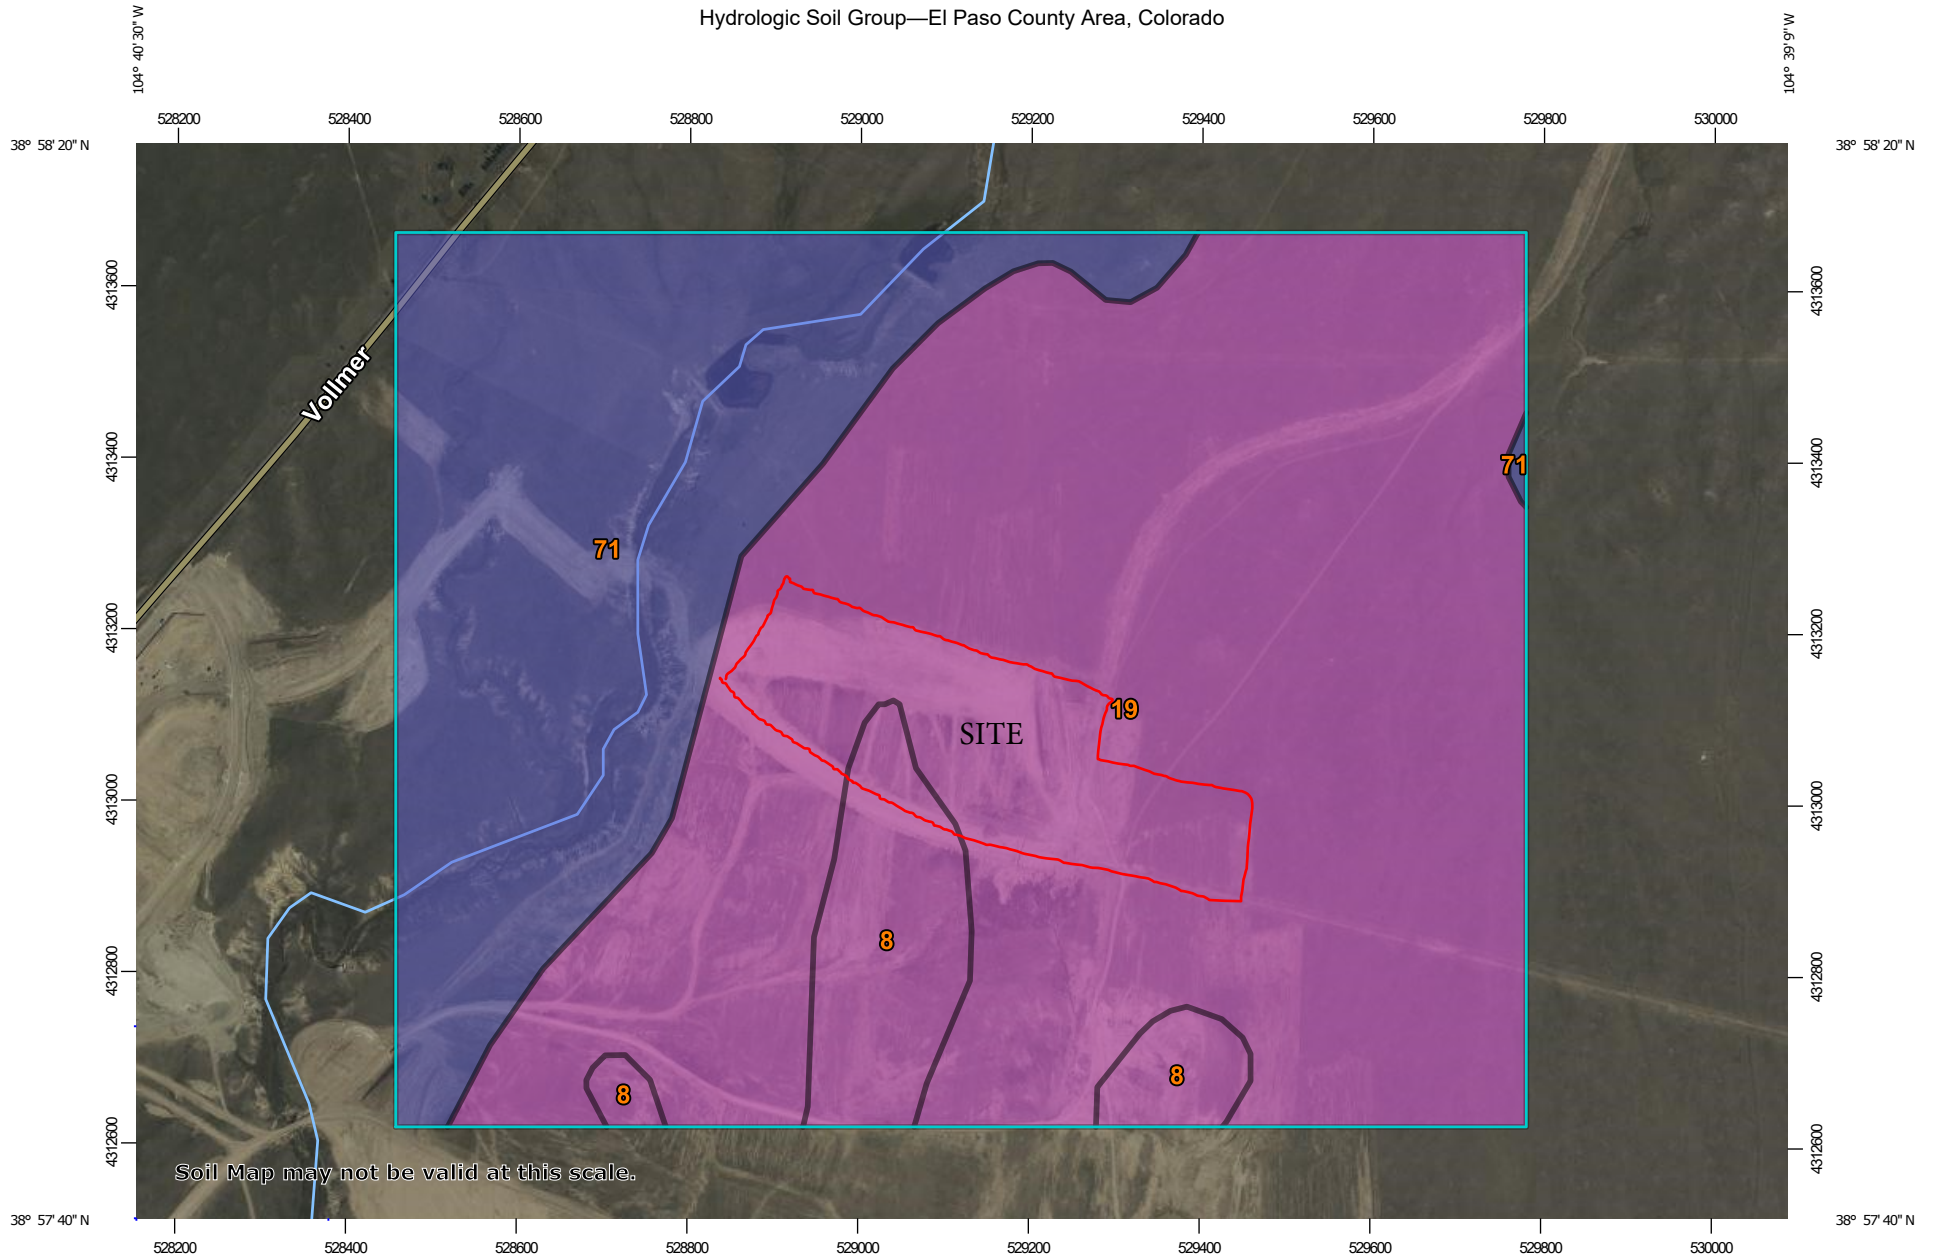 Hydrologic Soil Group—El Paso County Area, Colorado
104° 40' 30" W
104° 39' 9" W
528200 528400 528600 528800 529000 529200 529400 529600 529800 530000
38° 58' 20" N
38° 58' 20" N
4313600
4313600
Vollmer
4313400
4313400
71
71
4313200
4313200
19
SITE
4313000
4313000
8
4312800
4312800
8
8
4312600
4312600
Soil Map may not be valid at this scale.
38° 57' 40" N
38° 57' 40" N
528200 528400 528600 528800 529000 529200 529400 529600 529800 530000